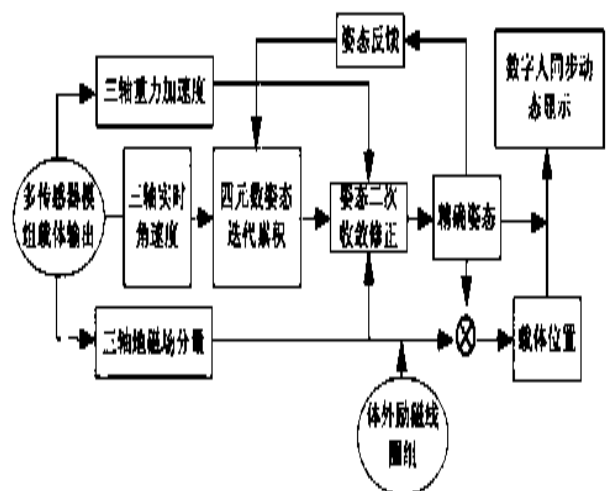 姿态反馈
数字人同步动
态显示
三轴重力加速度
多传感器模
组载体输出
三轴实时
角速度
四元数姿态
迭代累积
姿态二次
收敛修正
精确姿态
三轴地磁场分量
载体位置
体外励磁线
圈组